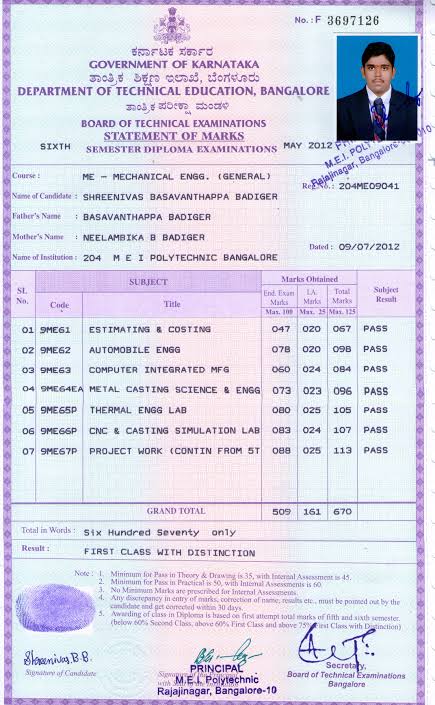 No. : F 3697126
ಕರ್ನಾಟಕ ಸರ್ಕಾರ
GOVERNMENT OF KARNATAKA
ತಾಂತ್ರಿಕ ಶಿಕ್ಷಣ ಇಲಾಖೆ, ಬೆಂಗಳೂರು
DEPARTMENT OF TECHNICAL EDUCATION, BANGALORE
ತಾಂತ್ರಿಕ ಪರೀಕ್ಷಾ ಮಂಡಳಿ
BOARD OF TECHNICAL EXAMINATIONS
STATEMENT OF MARKS
SIXTH SEMESTER DIPLOMA EXAMINATIONS MAY 2012
M.E.I. POLYTECHNIC
Rajajinagar, Bangalore-10
Course : ME - MECHANICAL ENGG. (GENERAL)
Reg. No. : 204ME09041
Name of Candidate : SHREENIVAS BASAVANTHAPPA BADIGER
Father's Name : BASAVANTHAPPA BADIGER
Mother's Name : NEELAMBIKA B BADIGER
Dated : 09/07/2012
Name of Institution : 204 M E I POLYTECHNIC BANGALORE
SL No. SUBJECT Marks Obtained Subject Result
Code Title End. Exam Marks I.A. Marks Total Marks
Max. 100 Max. 25 Max. 125
01 9ME61 ESTIMATING & COSTING 047 020 067 PASS
02 9ME62 AUTOMOBILE ENGG 078 020 098 PASS
03 9ME63 COMPUTER INTEGRATED MFG 060 024 084 PASS
04 9ME64EA METAL CASTING SCIENCE & ENGG 073 023 096 PASS
05 9ME65P THERMAL ENGG LAB 080 025 105 PASS
06 9ME66P CNC & CASTING SIMULATION LAB 083 024 107 PASS
07 9ME67P PROJECT WORK (CONTIN FROM 5T 088 025 113 PASS
GRAND TOTAL 509 161 670
Total in Words : Six Hundred Seventy only
Result : FIRST CLASS WITH DISTINCTION
Note : 1. Minimum for Pass in Theory & Drawing is 35, with Internal Assessment is 45.
2. Minimum for Pass in Practical is 50, with Internal Assessments is 60
3. No Minimum Marks are prescribed for Internal Assessments.
4. Any discrepancy in entry of marks, correction of name, results etc., must be pointed out by the
candidate and get corrected within 30 days.
5. Awarding of class in Diploma is based on first attempt total marks of fifth and sixth semester.
(below 60% Second Class, above 60% First Class and above 75% First Class with Distinction)
Shreenivas.B.B.
Signature of Candidate
PRINCIPAL
M.E.I. Polytechnic
Rajajinagar, Bangalore-10
Secretary,
Board of Technical Examinations
Bangalore